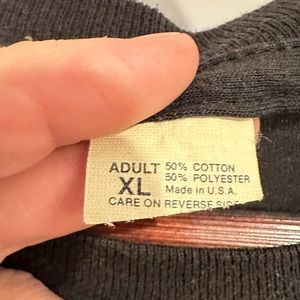 ADULT 50% COTTON
XL 50% POLYESTER
Made in U.S.A.
CARE ON REVERSE SIDE